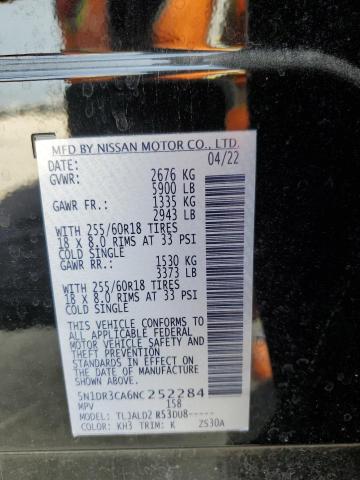 MFD BY NISSAN MOTOR CO., LTD.
DATE: 04/22
GVWR: 2676 KG
5900 LB
GAWR FR.: 1335 KG
2943 LB
WITH 255/60R18 TIRES
18 X 8.0 RIMS AT 33 PSI
COLD SINGLE
GAWR RR.: 1530 KG
3373 LB
WITH 255/60R18 TIRES
18 X 8.0 RIMS AT 33 PSI
COLD SINGLE
THIS VEHICLE CONFORMS TO
ALL APPLICABLE FEDERAL
MOTOR VEHICLE SAFETY AND
THEFT PREVENTION
STANDARDS IN EFFECT ON
THE DATE OF MANUFACTURE
SHOWN ABOVE.
5N1DR3CA6NC252284
MPV 158
MODEL: TLJALDZ R53DU8-----
COLOR: KH3 TRIM: K ZS30A